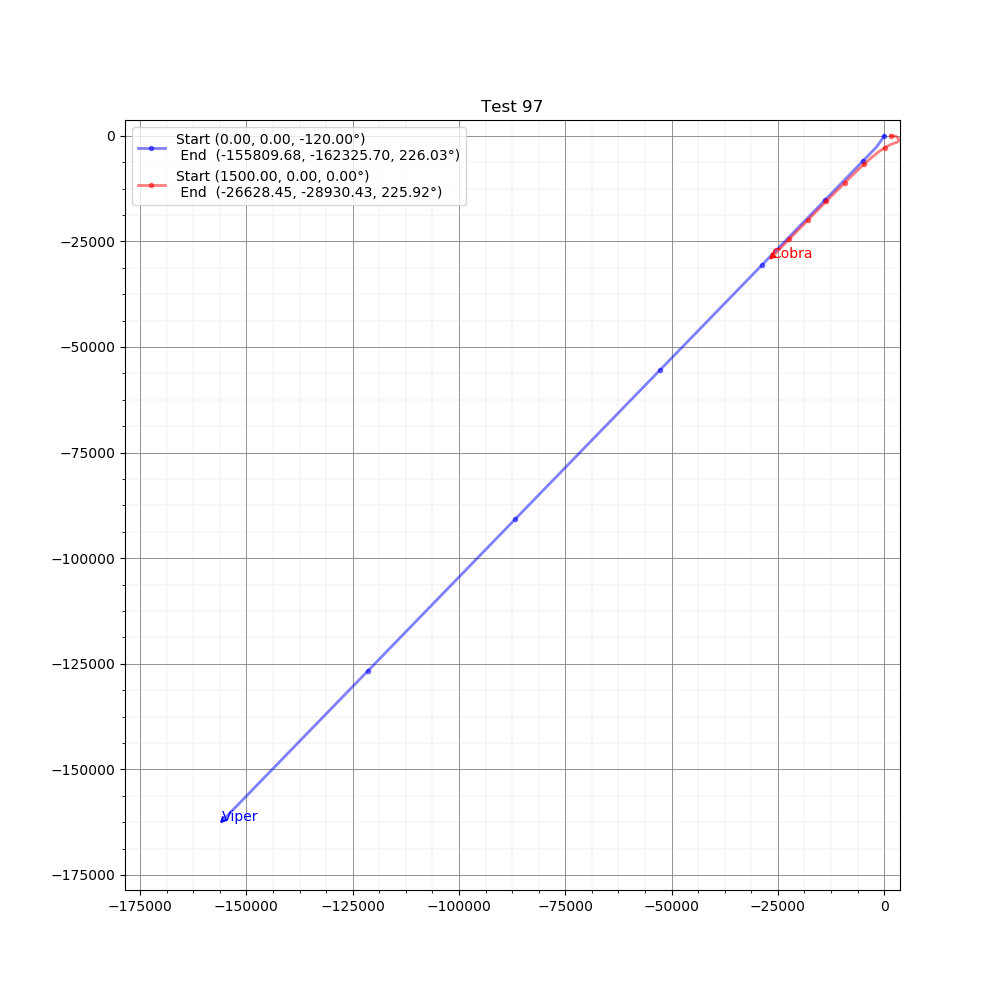 Test 97
Start (0.00, 0.00, -120.00°)
End  (-155809.68, -162325.70, 226.03°)
Start (1500.00, 0.00, 0.00°)
End  (-26628.45, -28930.43, 225.92°)
0
−25000
−50000
−75000
−100000
−125000
−150000
−175000
Cobra
Viper
−175000 −150000 −125000 −100000 −75000 −50000 −25000 0